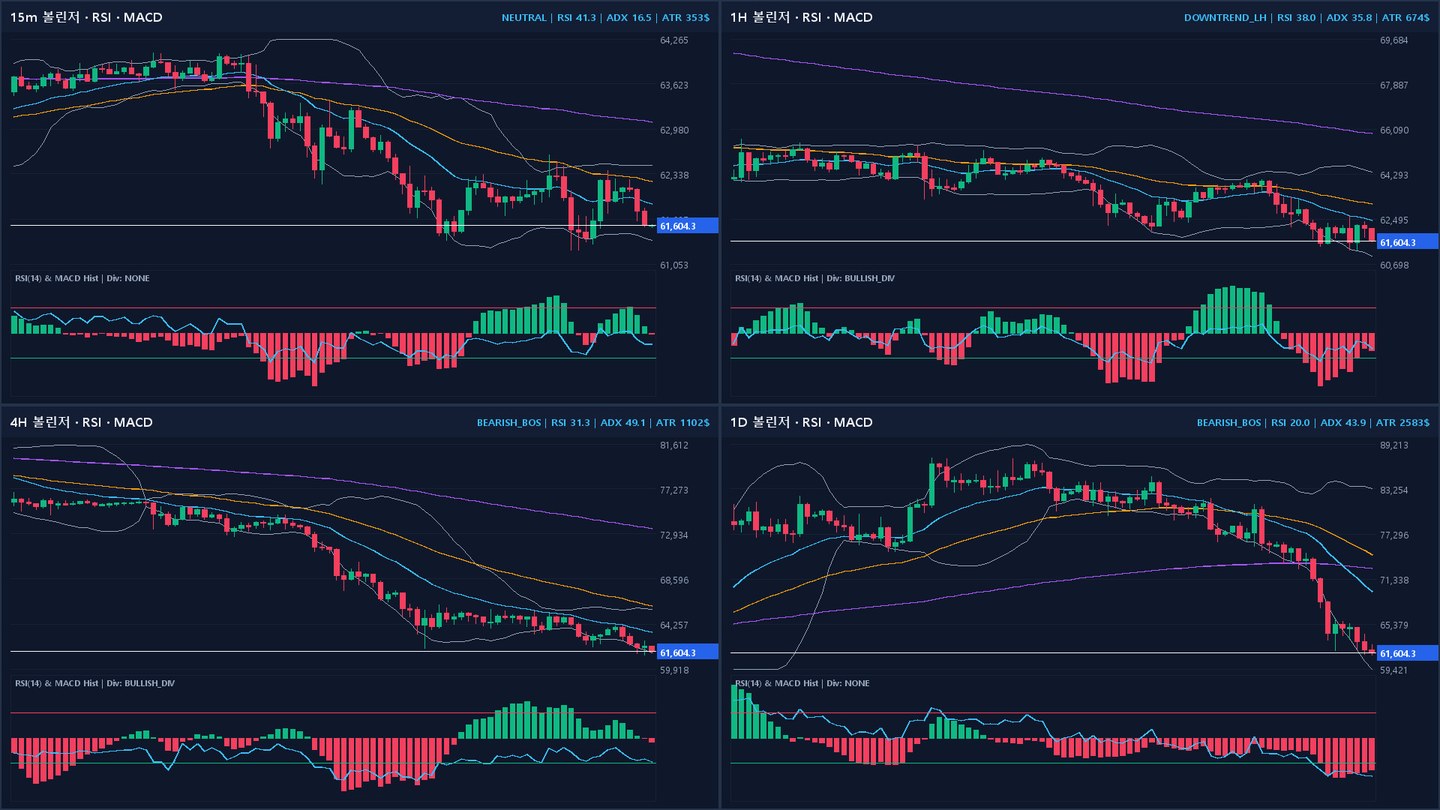 15m 볼린저 · RSI · MACD
NEUTRAL | RSI 41.3 | ADX 16.5 | ATR 353$
64,265
63,623
62,980
62,338
61,604.3
61,053
RSI(14) & MACD Hist | Div: NONE
1H 볼린저 · RSI · MACD
DOWNTREND_LH | RSI 38.0 | ADX 35.8 | ATR 674$
69,684
67,887
66,090
64,293
62,495
61,604.3
60,698
RSI(14) & MACD Hist | Div: BULLISH_DIV
4H 볼린저 · RSI · MACD
BEARISH_BOS | RSI 31.3 | ADX 49.1 | ATR 1102$
81,612
77,273
72,934
68,596
64,257
61,604.3
59,918
RSI(14) & MACD Hist | Div: BULLISH_DIV
1D 볼린저 · RSI · MACD
BEARISH_BOS | RSI 20.0 | ADX 43.9 | ATR 2583$
89,213
83,254
77,296
71,338
65,379
61,604.3
59,421
RSI(14) & MACD Hist | Div: NONE